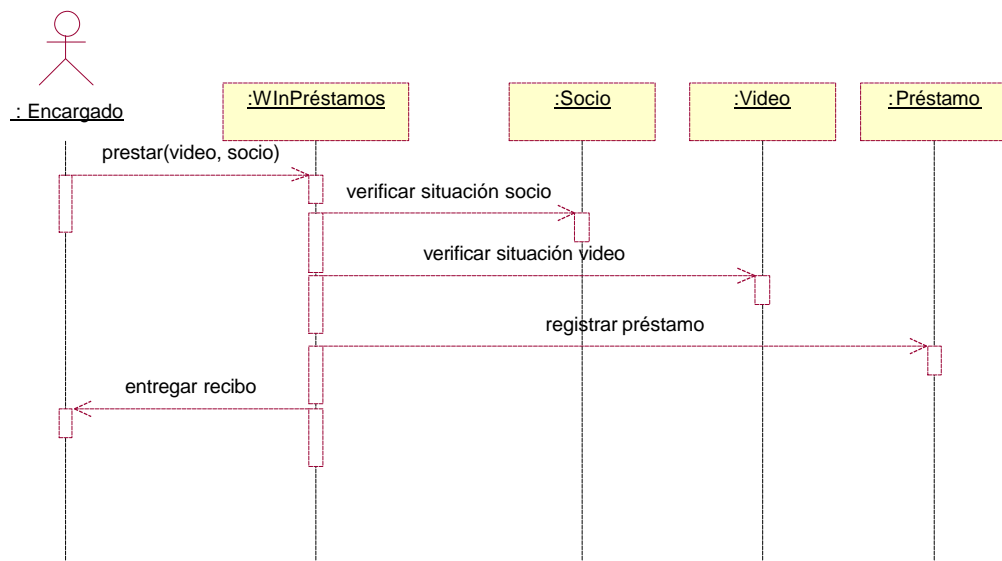 : Encargado
:WInPréstamos
:Socio
:Video
: Préstamo
prestar(video, socio)
verificar situación socio
verificar situación video
registrar préstamo
entregar recibo